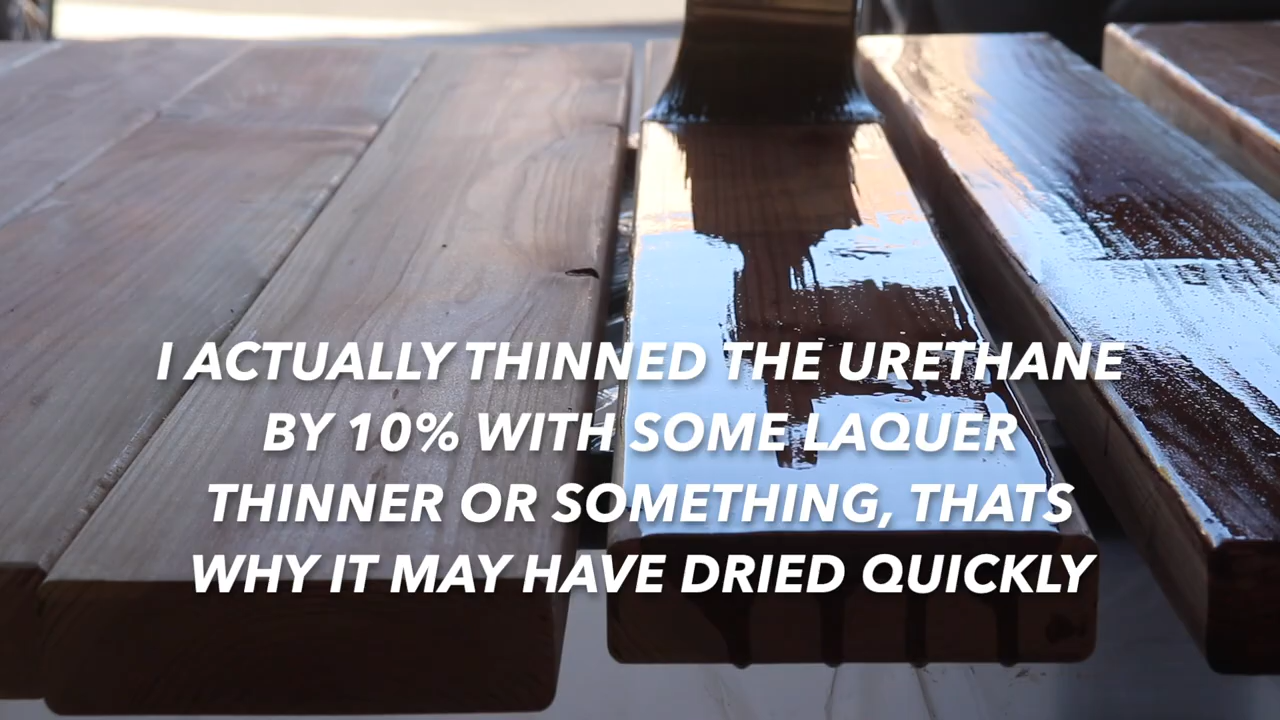 I ACTUALLY THINNED THE URETHANE
BY 10% WITH SOME LAQUER
THINNER OR SOMETHING, THATS
WHY IT MAY HAVE DRIED QUICKLY